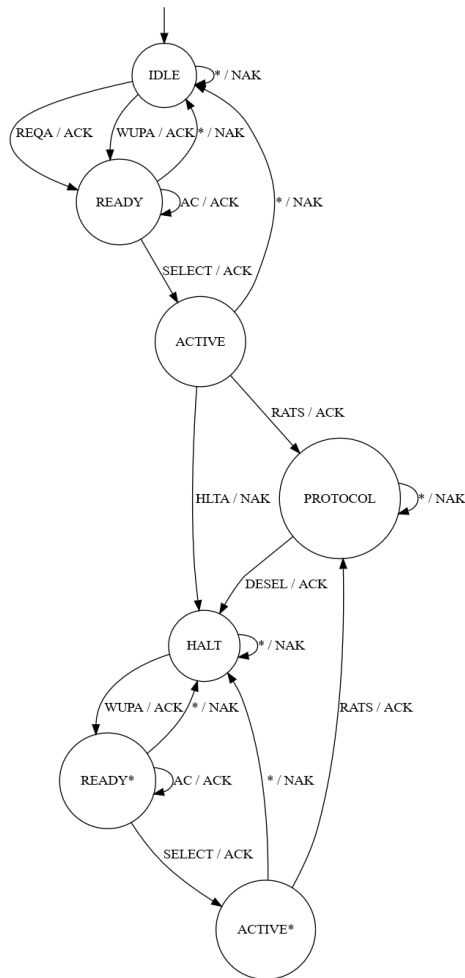 IDLE
* / NAK
REQA / ACK
WUPA / ACK
* / NAK
READY
AC / ACK
* / NAK
SELECT / ACK
ACTIVE
RATS / ACK
HLTA / NAK
PROTOCOL
* / NAK
DESEL / ACK
HALT
* / NAK
WUPA / ACK
* / NAK
RATS / ACK
READY*
AC / ACK
* / NAK
SELECT / ACK
ACTIVE*